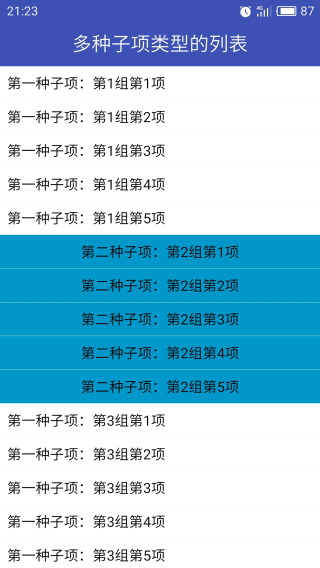 21:23
4G 87
多种子项类型的列表
第一种子项：第1组第1项
第一种子项：第1组第2项
第一种子项：第1组第3项
第一种子项：第1组第4项
第一种子项：第1组第5项
第二种子项：第2组第1项
第二种子项：第2组第2项
第二种子项：第2组第3项
第二种子项：第2组第4项
第二种子项：第2组第5项
第一种子项：第3组第1项
第一种子项：第3组第2项
第一种子项：第3组第3项
第一种子项：第3组第4项
第一种子项：第3组第5项